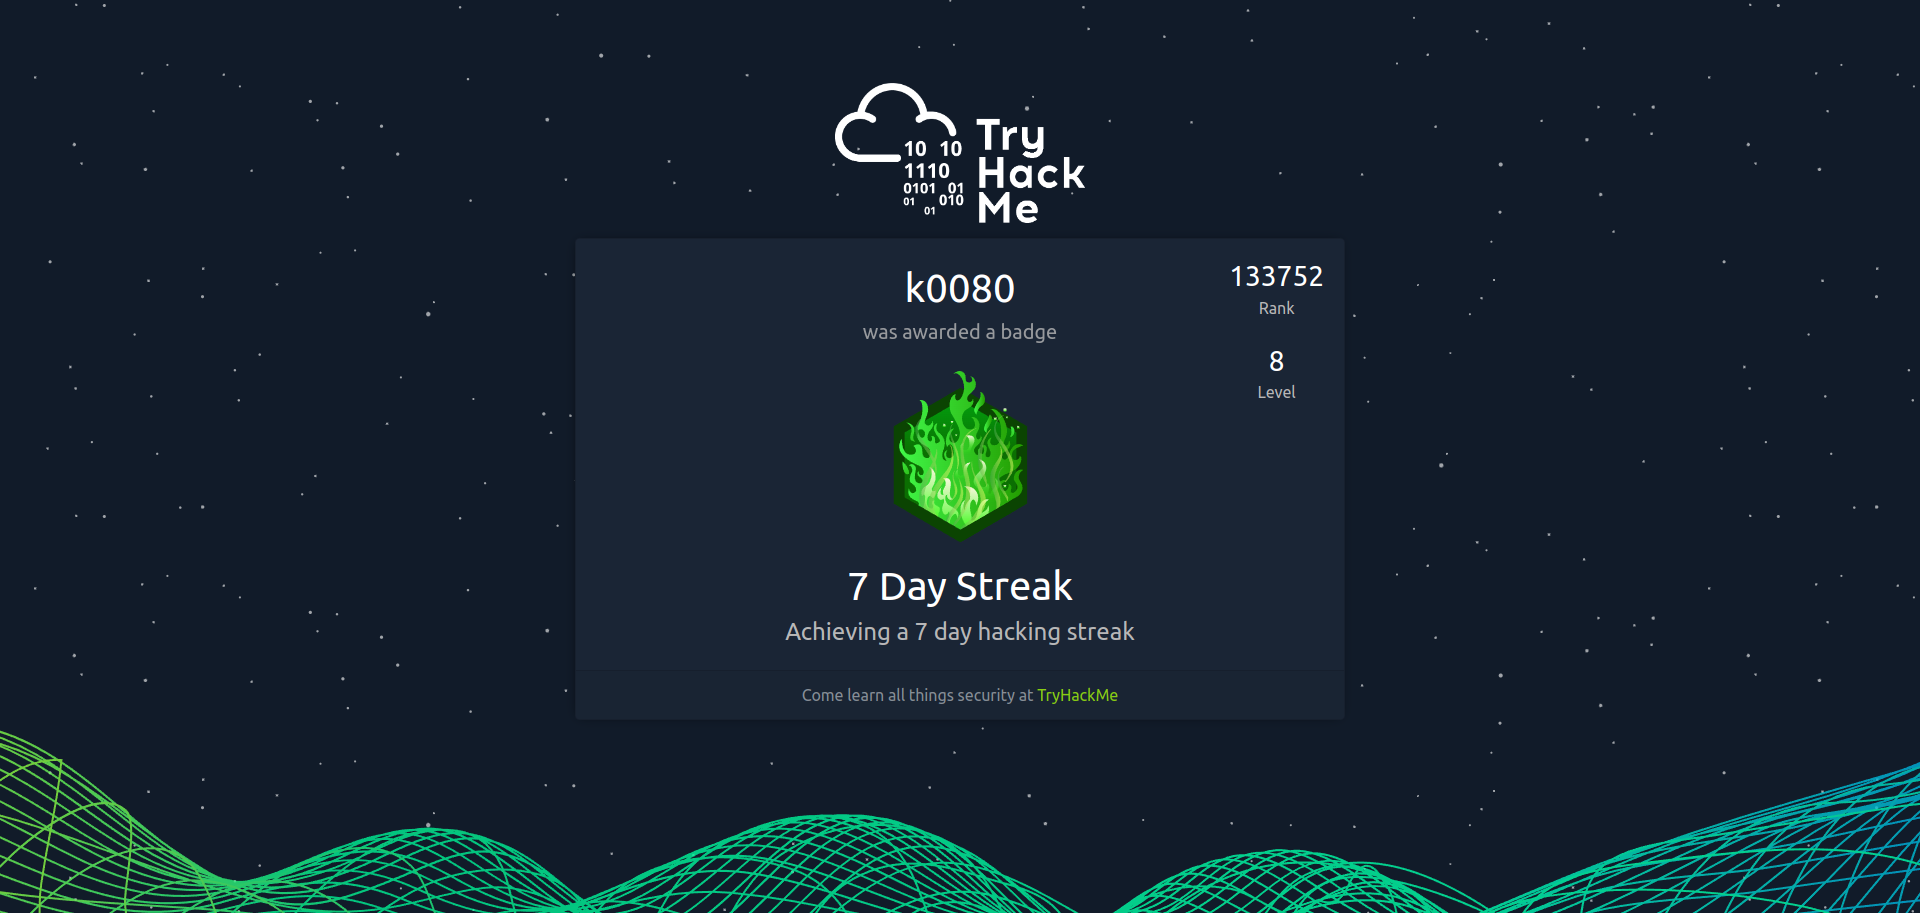 10 10
1110
0101 01
01 010
01
Try
Hack
Me
k0080
was awarded a badge
133752
Rank
8
Level
7 Day Streak
Achieving a 7 day hacking streak
Come learn all things security at TryHackMe